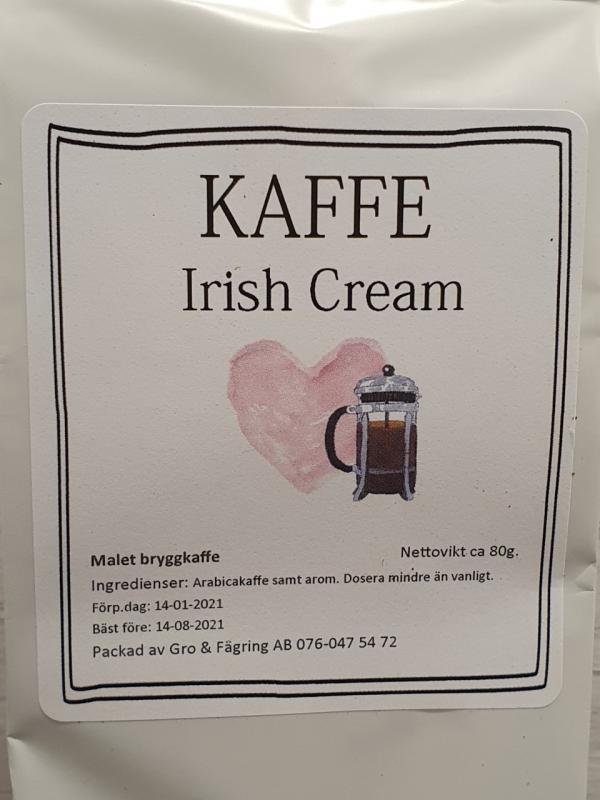 KAFFE
Irish Cream
Malet bryggkaffe
Nettovikt ca 80g.
Ingredienser: Arabicakaffe samt arom. Dosera mindre än vanligt.
Förp.dag: 14-01-2021
Bäst före: 14-08-2021
Packad av Gro & Fägring AB 076-047 54 72